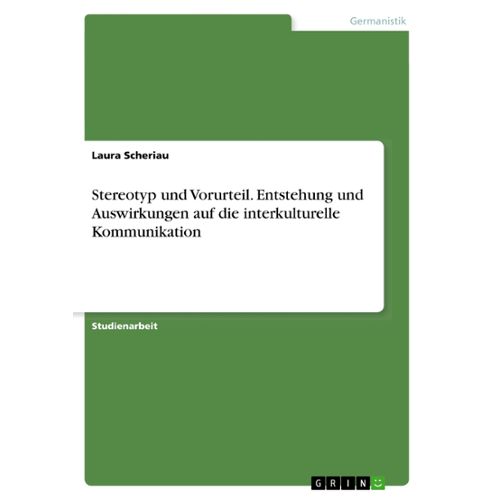 Germanistik
Laura Scheriau
Stereotyp und Vorurteil. Entstehung und
Auswirkungen auf die interkulturelle
Kommunikation
Studienarbeit
GRIN